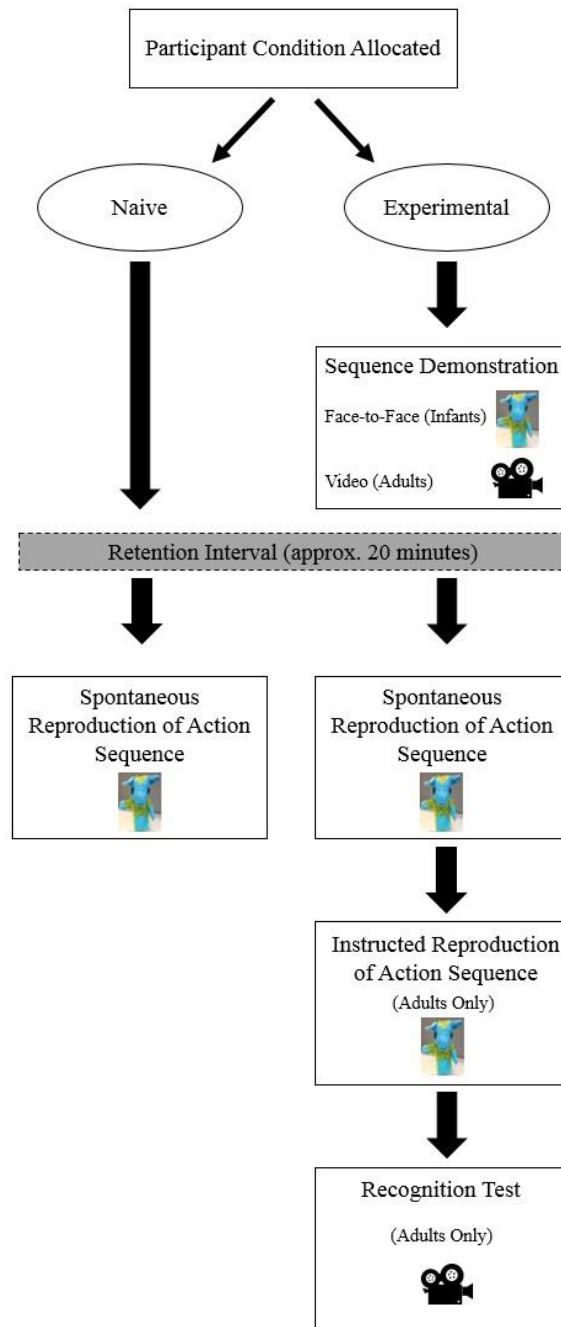 Participant Condition Allocated
Naive
Experimental
Sequence Demonstration
Face-to-Face (Infants)
Video (Adults)
Retention Interval (approx. 20 minutes)
Spontaneous
Reproduction of Action
Sequence
Spontaneous
Reproduction of Action
Sequence
Instructed Reproduction
of Action Sequence
(Adults Only)
Recognition Test
(Adults Only)